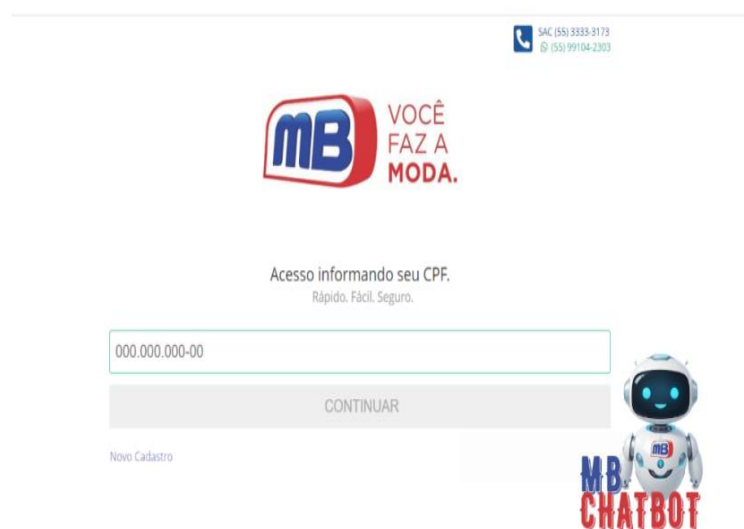 SAC (55) 3333-3173
(55) 99104-2303
MB
VOCÊ
FAZ A
MODA.
Acesso informando seu CPF.
Rápido. Fácil. Seguro.
000.000.000-00
CONTINUAR
Novo Cadastro
MB
MB
CHATBOT